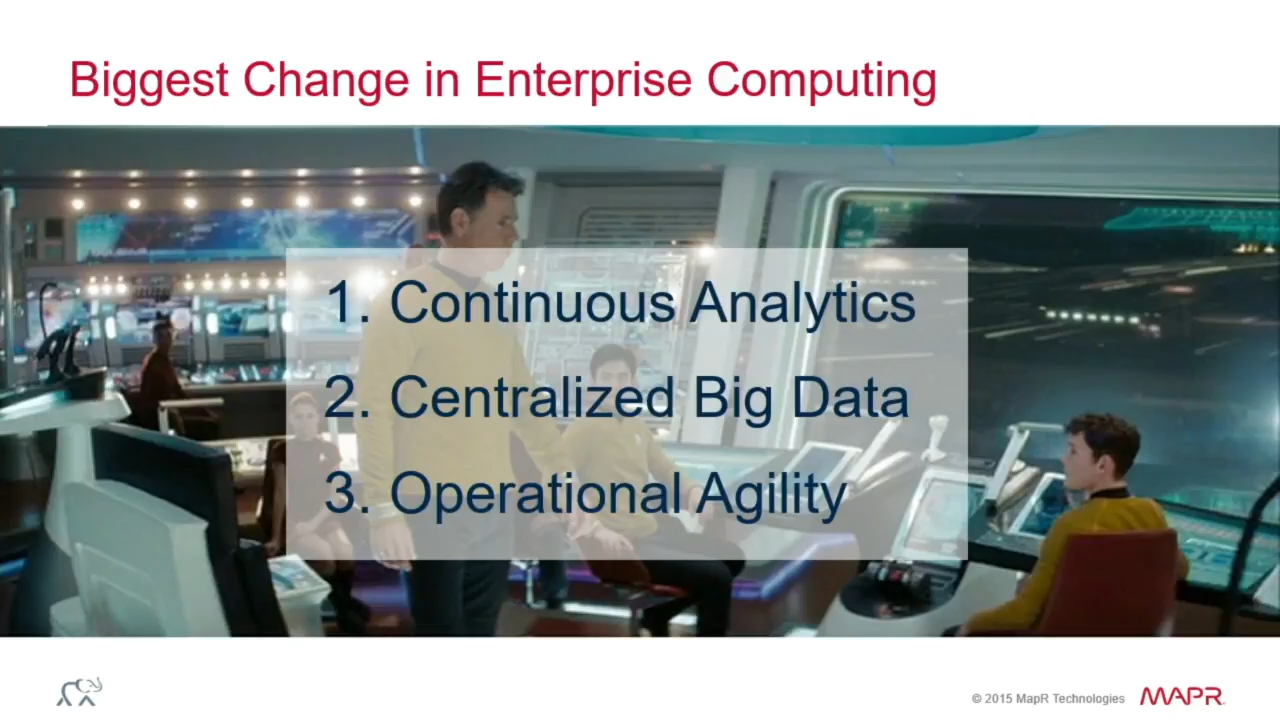 Biggest Change in Enterprise Computing
1. Continuous Analytics
2. Centralized Big Data
3. Operational Agility
© 2015 MapR Technologies MAPR